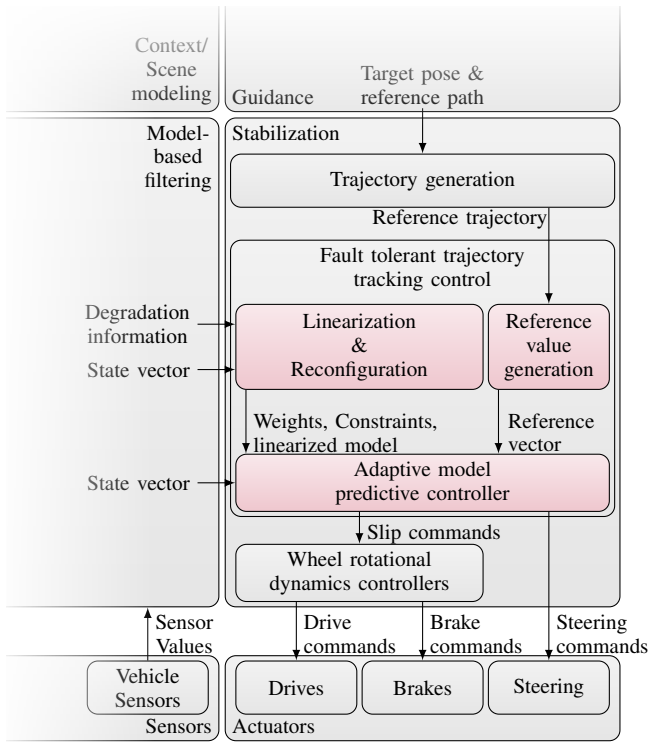 Context/
Scene
modeling
Guidance
Target pose &
reference path
Model-
based
filtering
Stabilization
Trajectory generation
Reference trajectory
Fault tolerant trajectory
tracking control
Degradation
information
State vector
Linearization
&
Reconfiguration
Reference
value
generation
Weights, Constraints,
linearized model
Reference
vector
State vector
Adaptive model
predictive controller
Slip commands
Wheel rotational
dynamics controllers
Sensor
Values
Drive
commands
Brake
commands
Steering
commands
Vehicle
Sensors
Sensors
Drives
Brakes
Steering
Actuators